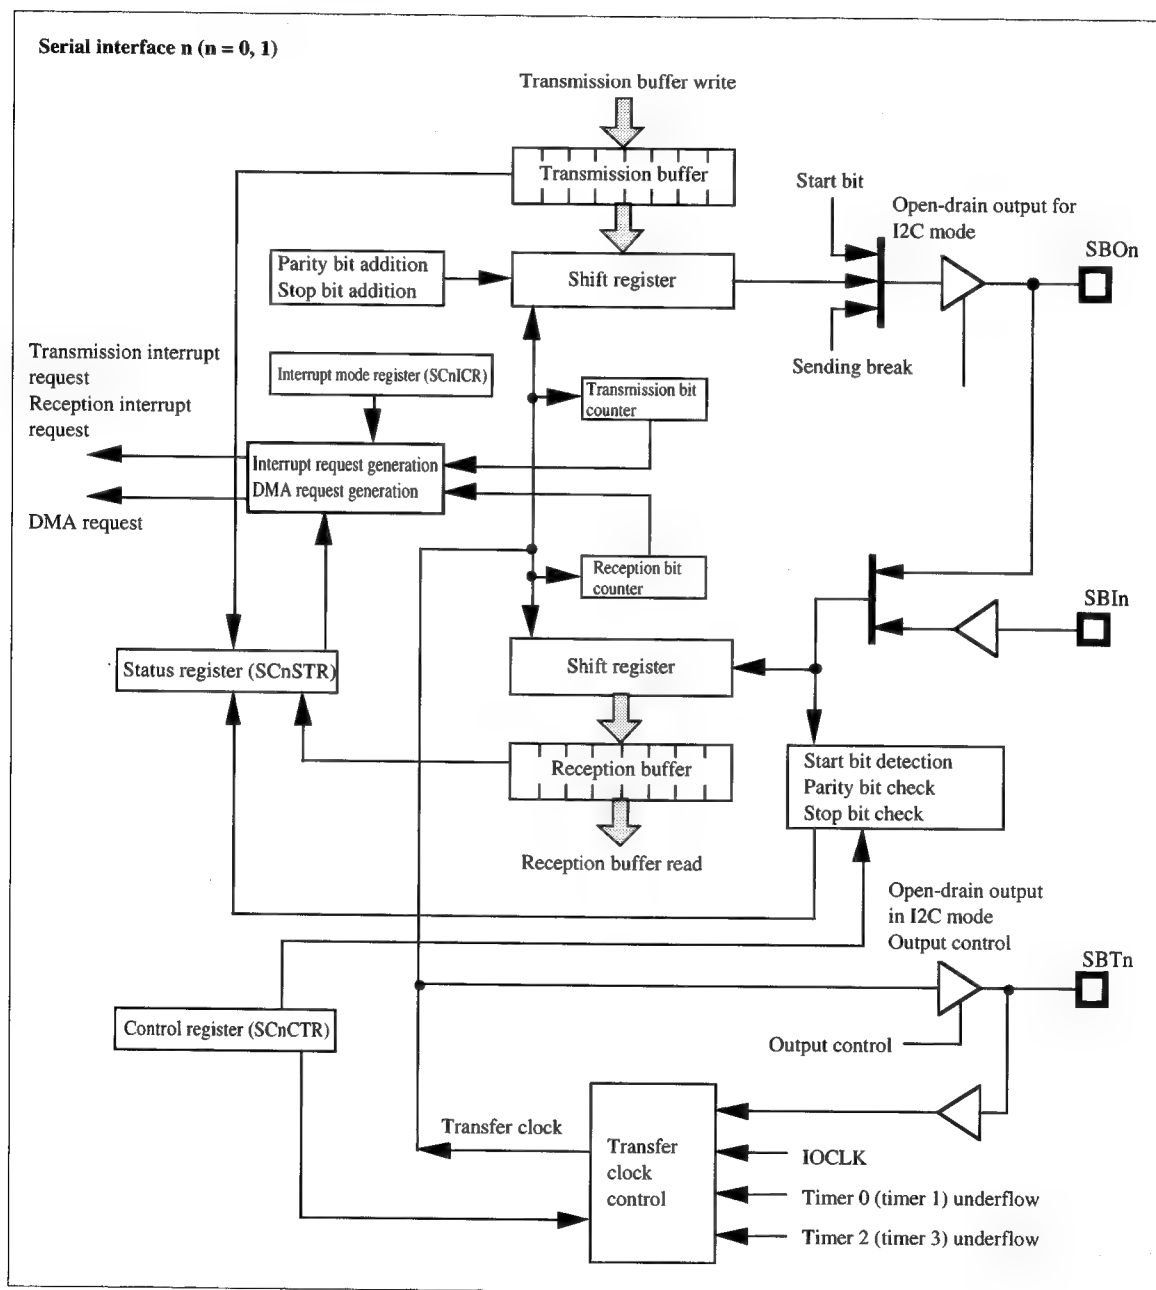 Serial interface n (n = 0, 1)
Transmission buffer write
Transmission buffer
Start bit
Open-drain output for
I2C mode
SBOn
Parity bit addition
Stop bit addition
Shift register
Sending break
Transmission interrupt
request
Reception interrupt
request
Interrupt mode register (SCnICR)
Transmission bit
counter
Interrupt request generation
DMA request generation
DMA request
Reception bit
counter
SBIn
Status register (SCnSTR)
Shift register
Start bit detection
Parity bit check
Stop bit check
Reception buffer
Reception buffer read
Open-drain output
in I2C mode
Output control
SBTn
Control register (SCnCTR)
Output control
Transfer clock
Transfer
clock
control
IOCLK
Timer 0 (timer 1) underflow
Timer 2 (timer 3) underflow